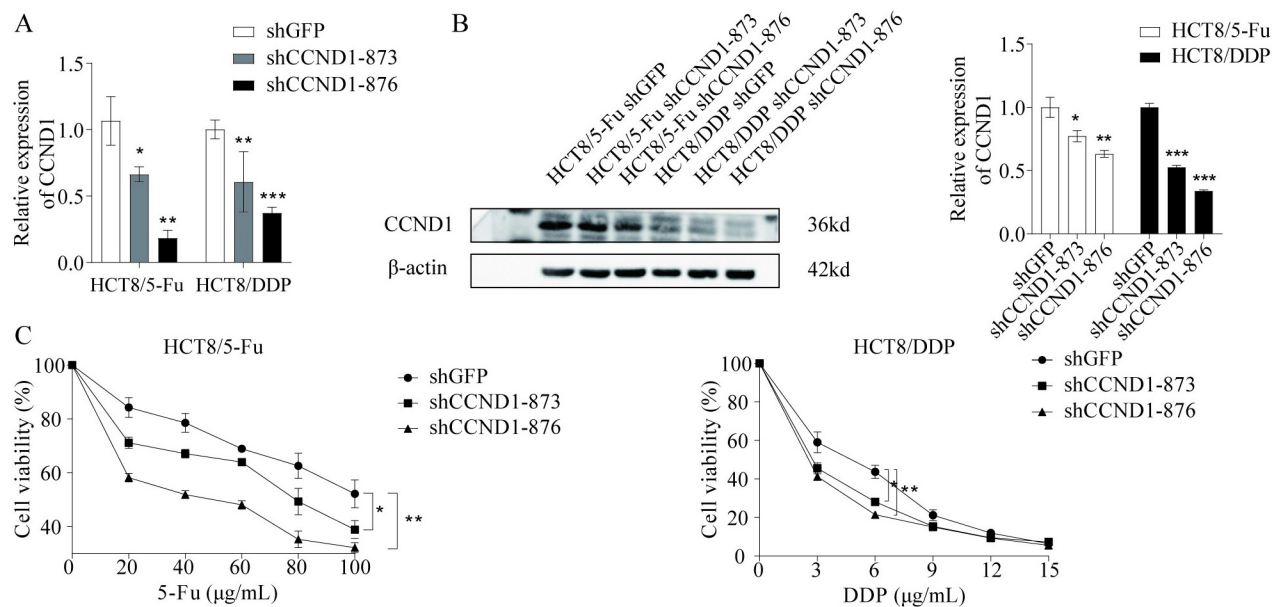 A
shGFP
shCCND1-873
shCCND1-876
Relative expression
of CCND1
1.5
1.0
0.5
0.0
*
**
**
***
HCT8/5-Fu
HCT8/DDP
B
HCT8/5-Fu shGFP
HCT8/5-Fu shCCND1-873
HCT8/5-Fu shCCND1-876
HCT8/DDP shGFP
HCT8/DDP shCCND1-873
HCT8/DDP shCCND1-876
CCND1
36kd
β-actin
42kd
HCT8/5-Fu
HCT8/DDP
Relative expression
of CCND1
1.5
1.0
0.5
0.0
*
**
***
***
shGFP
shCCND1-873
shCCND1-876
shGFP
shCCND1-873
shCCND1-876
C
HCT8/5-Fu
shGFP
shCCND1-873
shCCND1-876
Cell viability (%)
100
80
60
40
*
**
0
20
40
60
80
100
5-Fu (μg/mL)
HCT8/DDP
shGFP
shCCND1-873
shCCND1-876
Cell viability (%)
100
80
60
40
20
0
*
**
0
3
6
9
12
15
DDP (μg/mL)